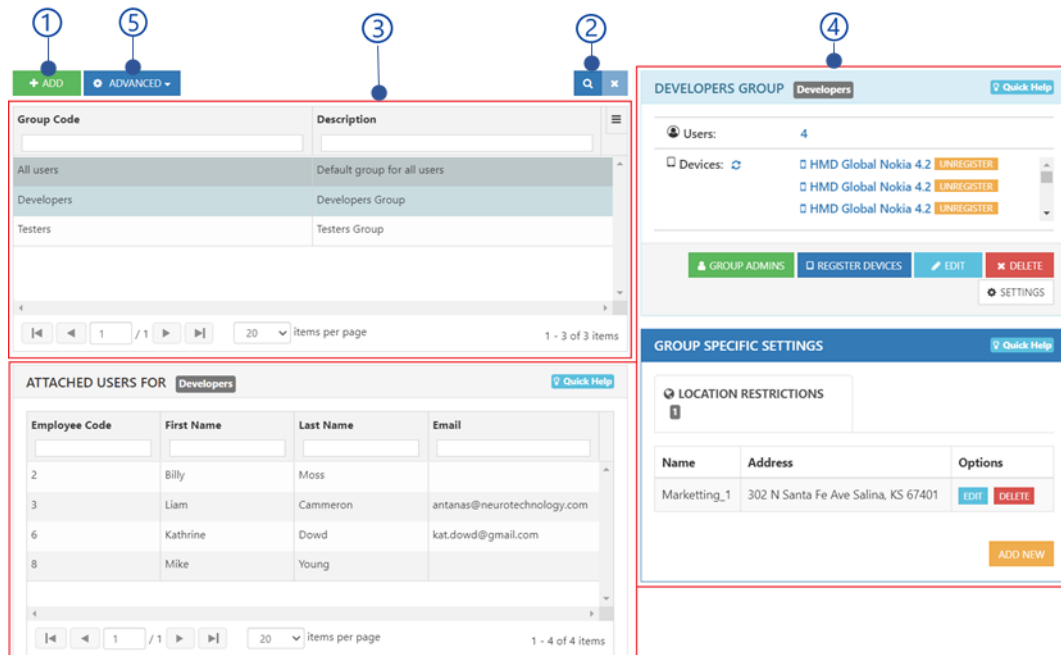 1
5
3
2
4
+ ADD
ADVANCED
DEVELOPERS GROUP Developers Quick Help
Group Code Description
Users: 4
All users Default group for all users
Devices: HMD Global Nokia 4.2 UNREGISTER
HMD Global Nokia 4.2 UNREGISTER
HMD Global Nokia 4.2 UNREGISTER
Developers Developers Group
Testers Testers Group
GROUP ADMINS REGISTER DEVICES EDIT DELETE
SETTINGS
1 / 1 20 items per page 1 - 3 of 3 items
GROUP SPECIFIC SETTINGS Quick Help
LOCATION RESTRICTIONS
1
Name Address Options
Marketting_1 302 N Santa Fe Ave Salina, KS 67401 EDIT DELETE
ADD NEW
ATTACHED USERS FOR Developers Quick Help
Employee Code First Name Last Name Email
2 Billy Moss
3 Liam Cammeron antanas@neurotechnology.com
6 Kathrine Dowd kat.dowd@gmail.com
8 Mike Young
1 / 1 20 items per page 1 - 4 of 4 items